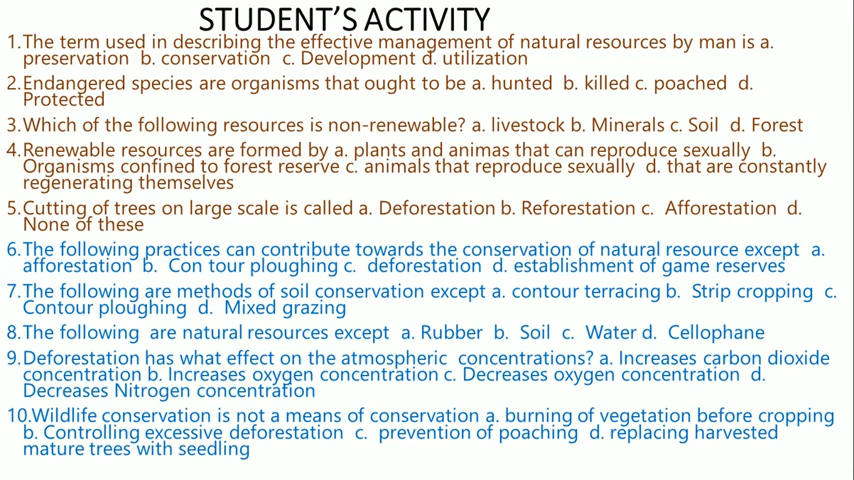 STUDENT’S ACTIVITY
1.The term used in describing the effective management of natural resources by man is a.
preservation b. conservation c. Development d. utilization
2.Endangered species are organisms that ought to be a. hunted b. killed c. poached d.
Protected
3.Which of the following resources is non-renewable? a. livestock b. Minerals c. Soil d. Forest
4.Renewable resources are formed by a. plants and animas that can reproduce sexually b.
Organisms confined to forest reserve c. animals that reproduce sexually d. that are constantly
regenerating themselves
5.Cutting of trees on large scale is called a. Deforestation b. Reforestation c. Afforestation d.
None of these
6.The following practices can contribute towards the conservation of natural resource except a.
afforestation b. Con tour ploughing c. deforestation d. establishment of game reserves
7.The following are methods of soil conservation except a. contour terracing b. Strip cropping c.
Contour ploughing d. Mixed grazing
8.The following are natural resources except a. Rubber b. Soil c. Water d. Cellophane
9.Deforestation has what effect on the atmospheric concentrations? a. Increases carbon dioxide
concentration b. Increases oxygen concentration c. Decreases oxygen concentration d.
Decreases Nitrogen concentration
10.Wildlife conservation is not a means of conservation a. burning of vegetation before cropping
b. Controlling excessive deforestation c. prevention of poaching d. replacing harvested
mature trees with seedling